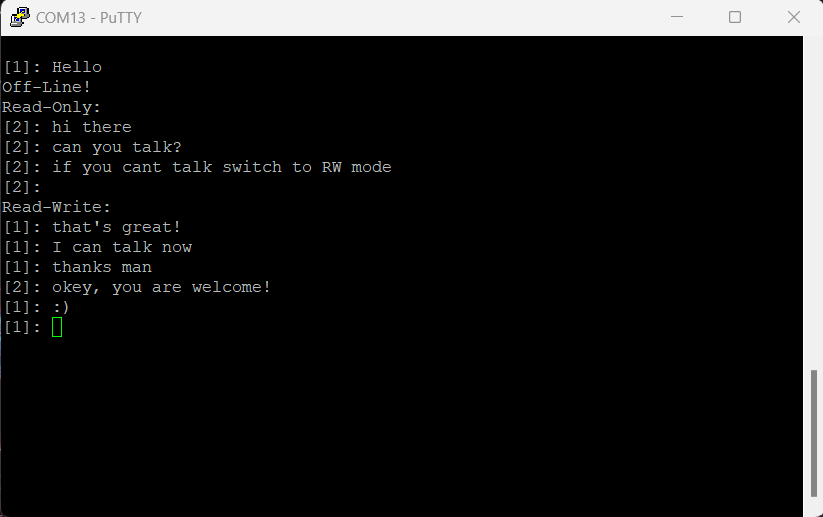 COM13 - PuTTY
[1]: Hello
Off-Line!
Read-Only:
[2]: hi there
[2]: can you talk?
[2]: if you cant talk switch to RW mode
[2]:
Read-Write:
[1]: that's great!
[1]: I can talk now
[1]: thanks man
[2]: okey, you are welcome!
[1]: :)
[1]: